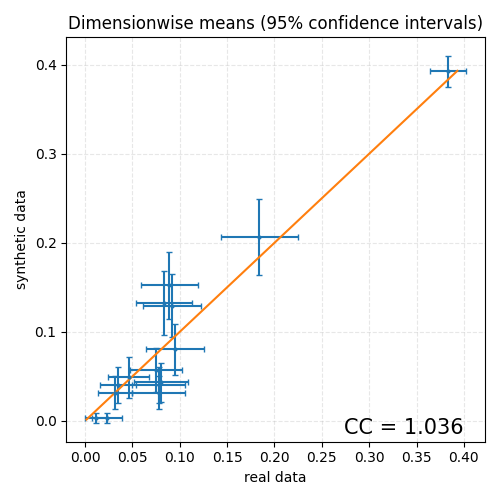 Dimensionwise means (95% confidence intervals)
0.4
0.3
0.2
0.1
0.0
synthetic data
CC = 1.036
0.00 0.05 0.10 0.15 0.20 0.25 0.30 0.35 0.40
real data